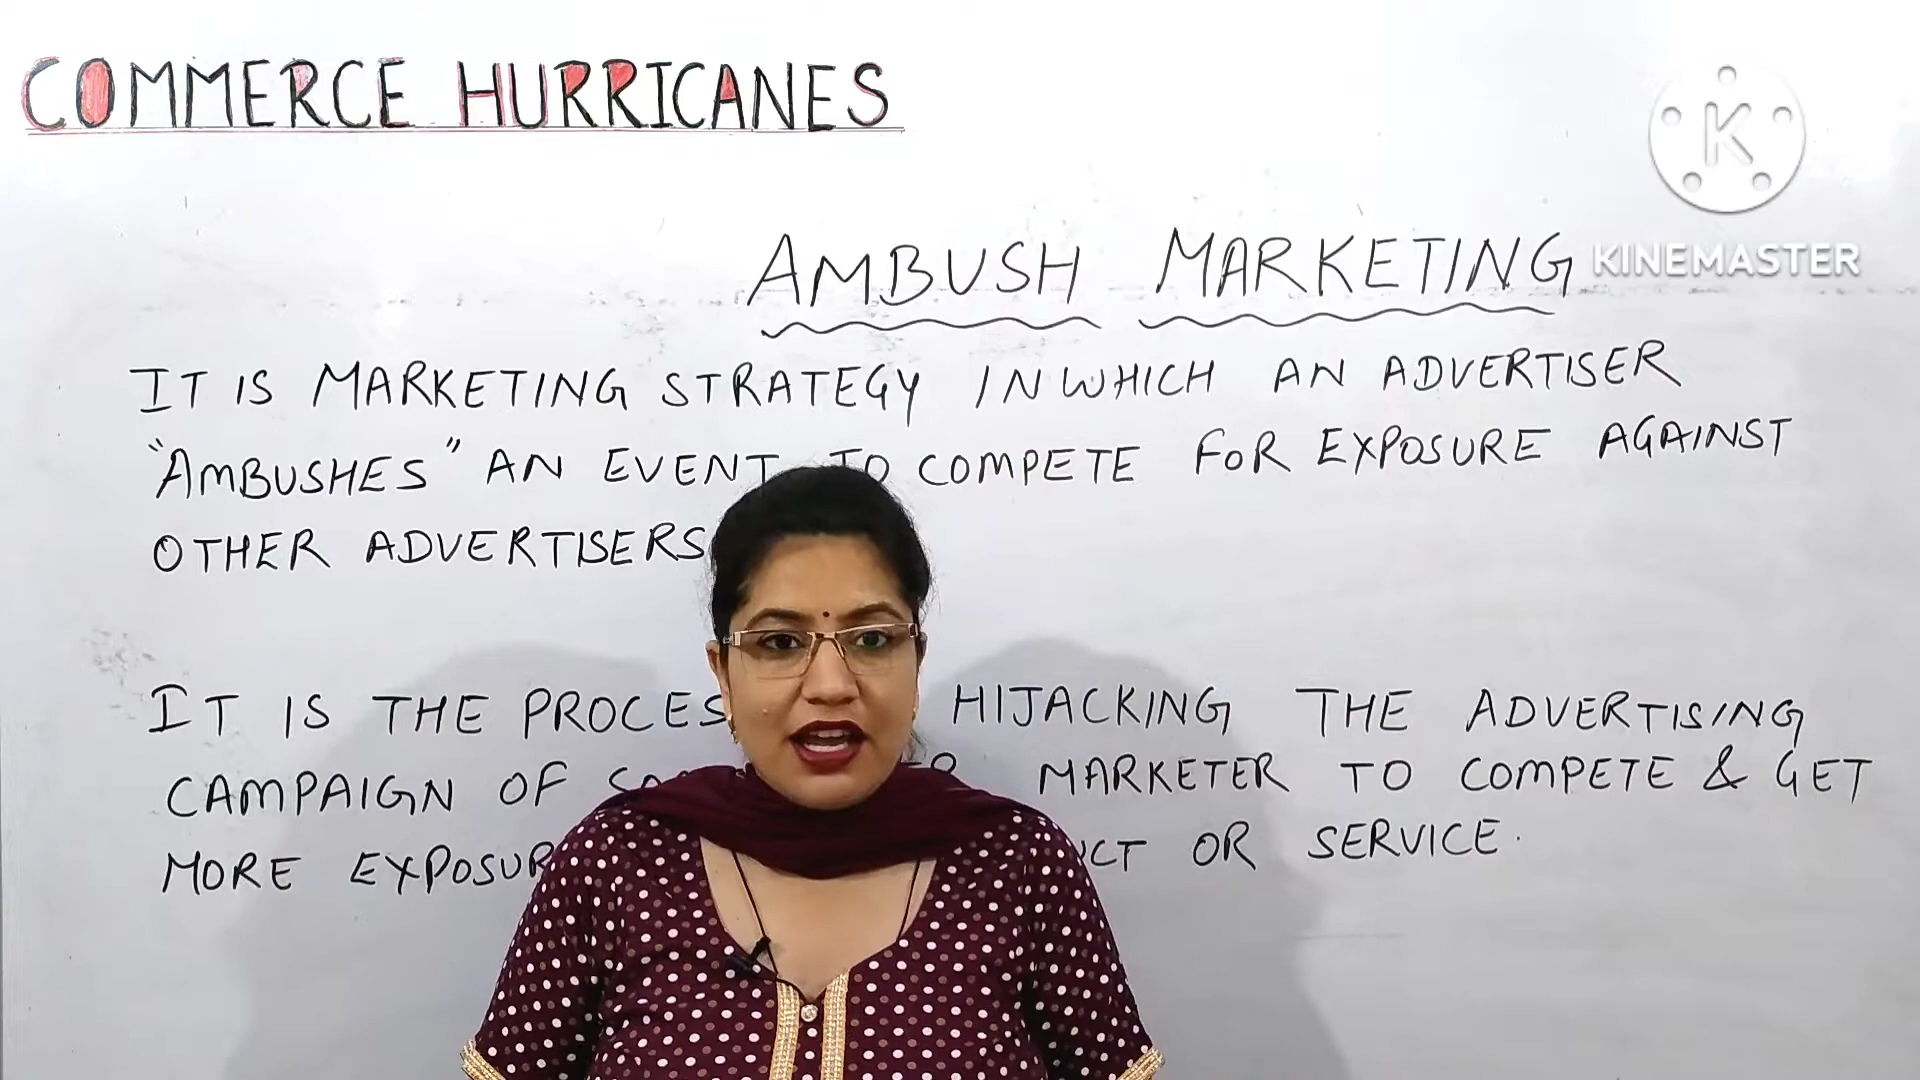 COMMERCE HURRICANES
K
KINEMASTER
AMBUSH MARKETING
IT IS MARKETING STRATEGY IN WHICH AN ADVERTISER
"AMBUSHES" AN EVENT TO COMPETE FOR EXPOSURE AGAINST
OTHER ADVERTISERS
IT IS THE PROCES HIJACKING THE ADVERTISING
CAMPAIGN OF MARKETER TO COMPETE & GET
MORE EXPOSUR OR SERVICE.